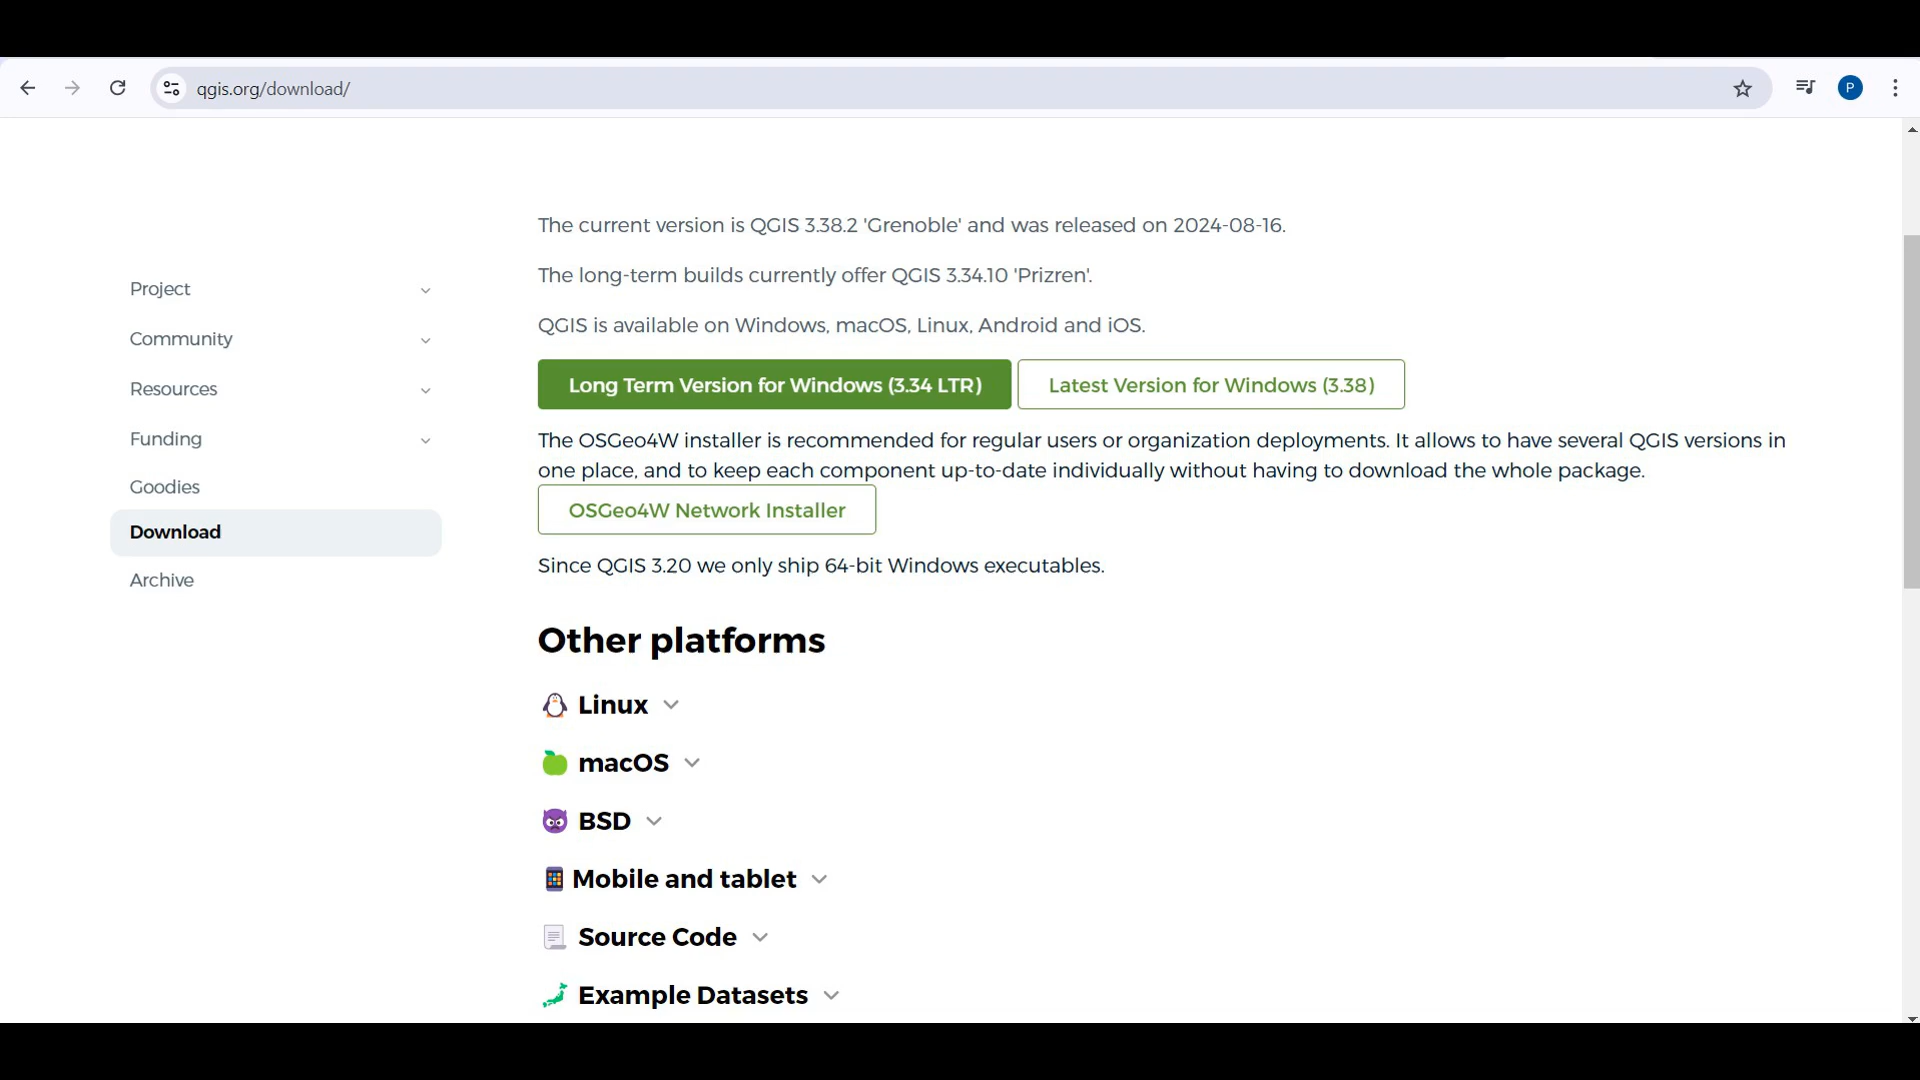 qgis.org/download/
P
The current version is QGIS 3.38.2 'Grenoble' and was released on 2024-08-16.
The long-term builds currently offer QGIS 3.34.10 'Prizren'.
QGIS is available on Windows, macOS, Linux, Android and iOS.
Long Term Version for Windows (3.34 LTR)
Latest Version for Windows (3.38)
The OSGeo4W installer is recommended for regular users or organization deployments. It allows to have several QGIS versions in
one place, and to keep each component up-to-date individually without having to download the whole package.
OSGeo4W Network Installer
Since QGIS 3.20 we only ship 64-bit Windows executables.
Project
Community
Resources
Funding
Goodies
Download
Archive
Other platforms
Linux
macOS
BSD
Mobile and tablet
Source Code
Example Datasets